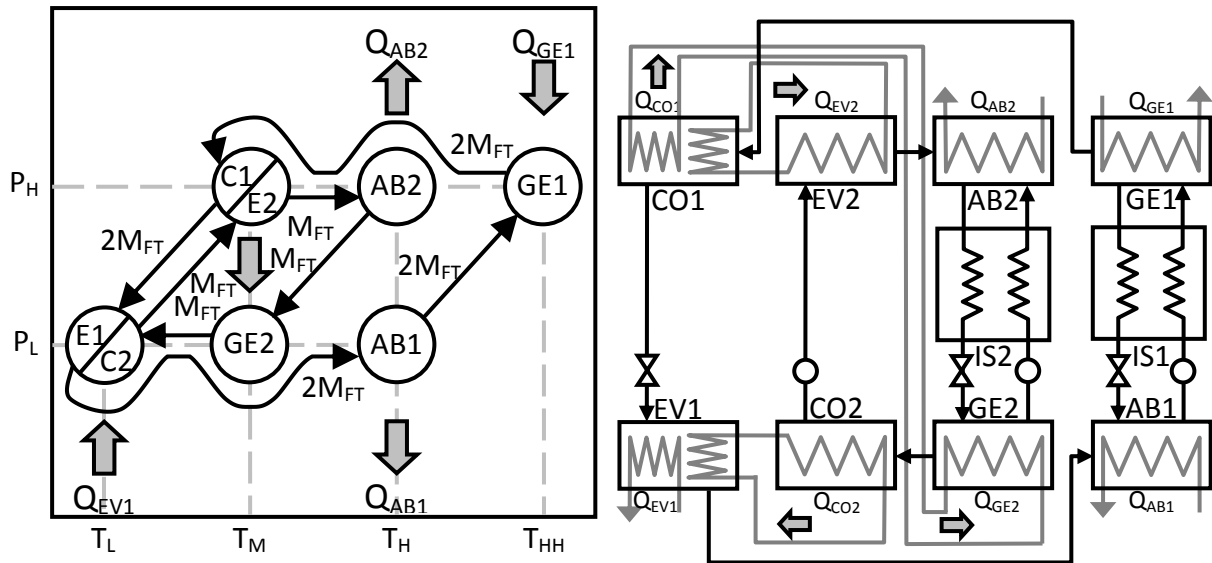 Q_AB2 Q_GE1
2M_FT
P_H
C1 E2 AB2 GE1
2M_FT M_FT M_FT M_FT 2M_FT
M_FT
P_L
E1 C2 GE2 AB1
2M_FT
Q_EV1 Q_AB1
T_L T_M T_H T_HH
Q_CO1 Q_EV2 Q_AB2 Q_GE1
CO1 EV2 AB2 GE1
IS2 IS1
EV1 CO2 GE2 AB1
Q_EV1 Q_CO2 Q_GE2 Q_AB1